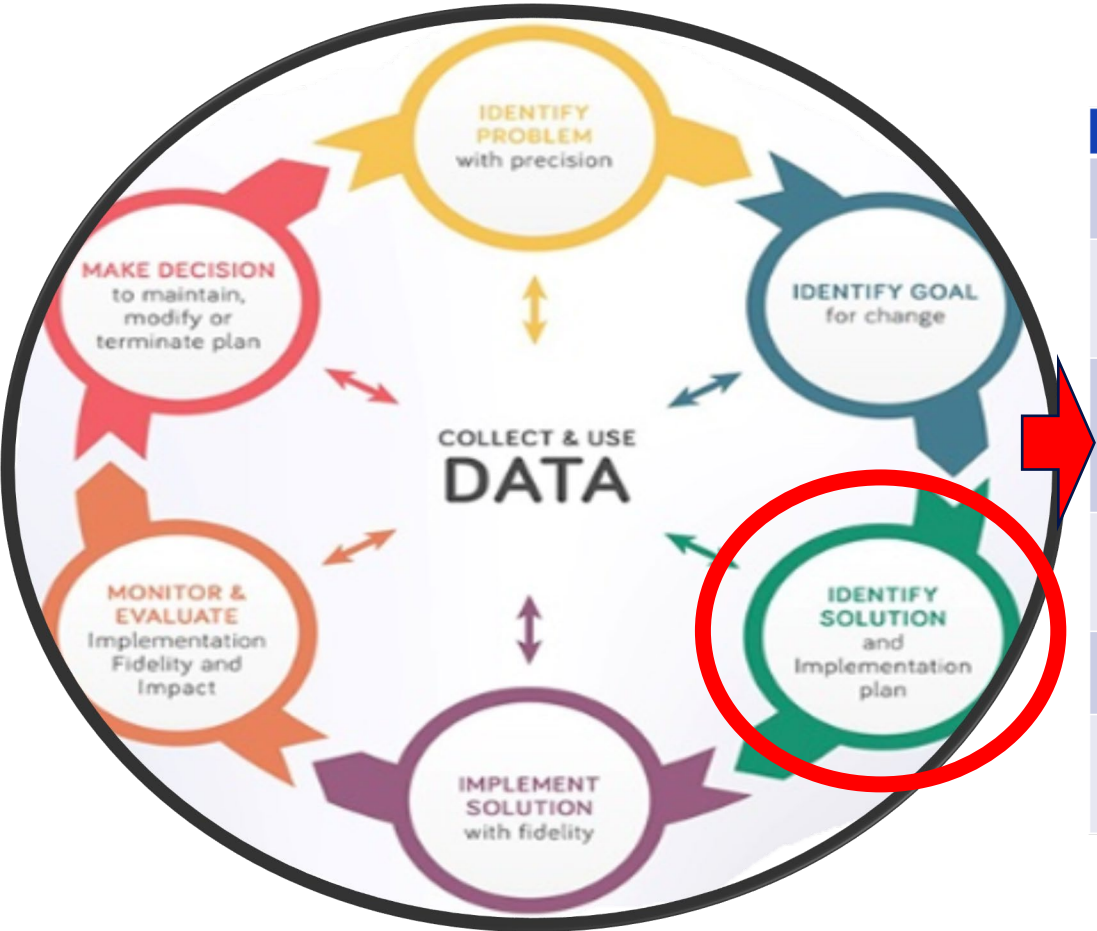 IDENTIFY
PROBLEM
with precision
IDENTIFY GOAL
for change
IDENTIFY
SOLUTION
and
Implementation
plan
IMPLEMENT
SOLUTION
with fidelity
MONITOR &
EVALUATE
Implementation
Fidelity and
Impact
MAKE DECISION
to maintain,
modify or
terminate plan
COLLECT & USE
DATA